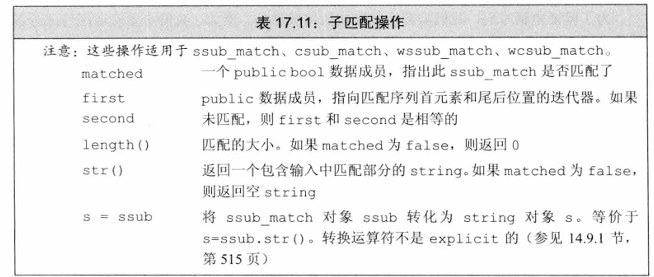 表 17.11：子匹配操作
注意：这些操作适用于 ssub_match、csub_match、wssub_match、wcsub_match。
matched 一个 public bool 数据成员，指出此 ssub_match 是否匹配了
first public 数据成员，指向匹配序列首元素和尾后位置的迭代器。如果
second 未匹配，则 first 和 second 是相等的
length() 匹配的大小。如果 matched 为 false，则返回 0
str() 返回一个包含输入中匹配部分的 string。如果 matched 为 false，
则返回空 string
s = ssub 将 ssub_match 对象 ssub 转化为 string 对象 s。等价于
s=ssub.str()。转换运算符不是 explicit 的（参见 14.9.1 节，
第 515 页）